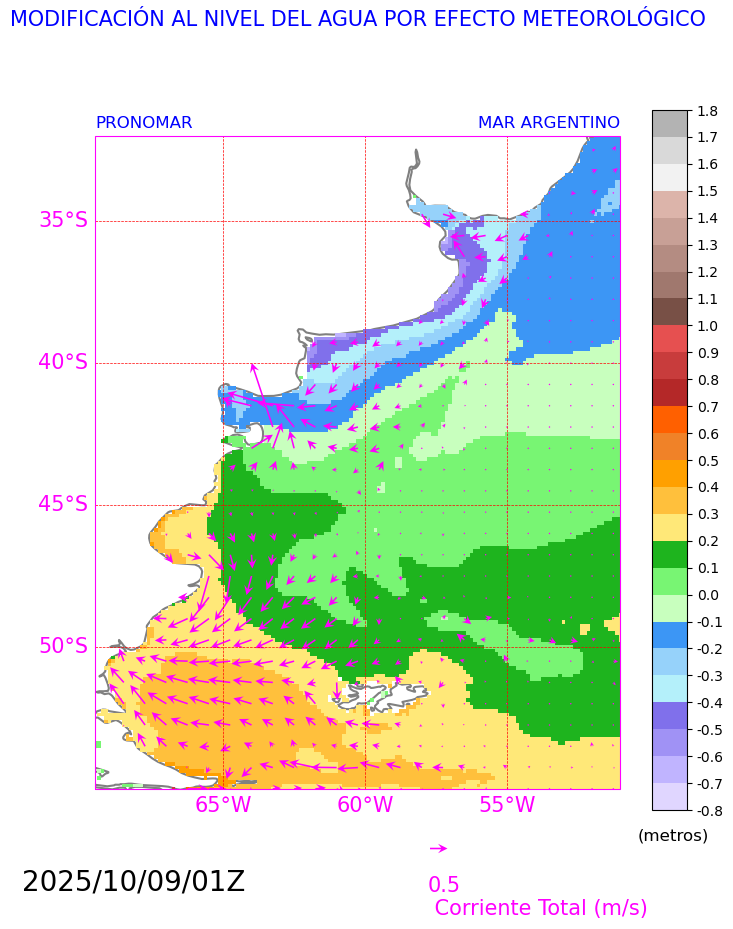 MODIFICACIÓN AL NIVEL DEL AGUA POR EFECTO METEOROLÓGICO
PRONOMAR
MAR ARGENTINO
35°S
40°S
45°S
50°S
65°W
60°W
55°W
1.8
1.7
1.6
1.5
1.4
1.3
1.2
1.1
1.0
0.9
0.8
0.7
0.6
0.5
0.4
0.3
0.2
0.1
0.0
-0.1
-0.2
-0.3
-0.4
-0.5
-0.6
-0.7
-0.8
(metros)
2025/10/09/01Z
0.5
Corriente Total (m/s)